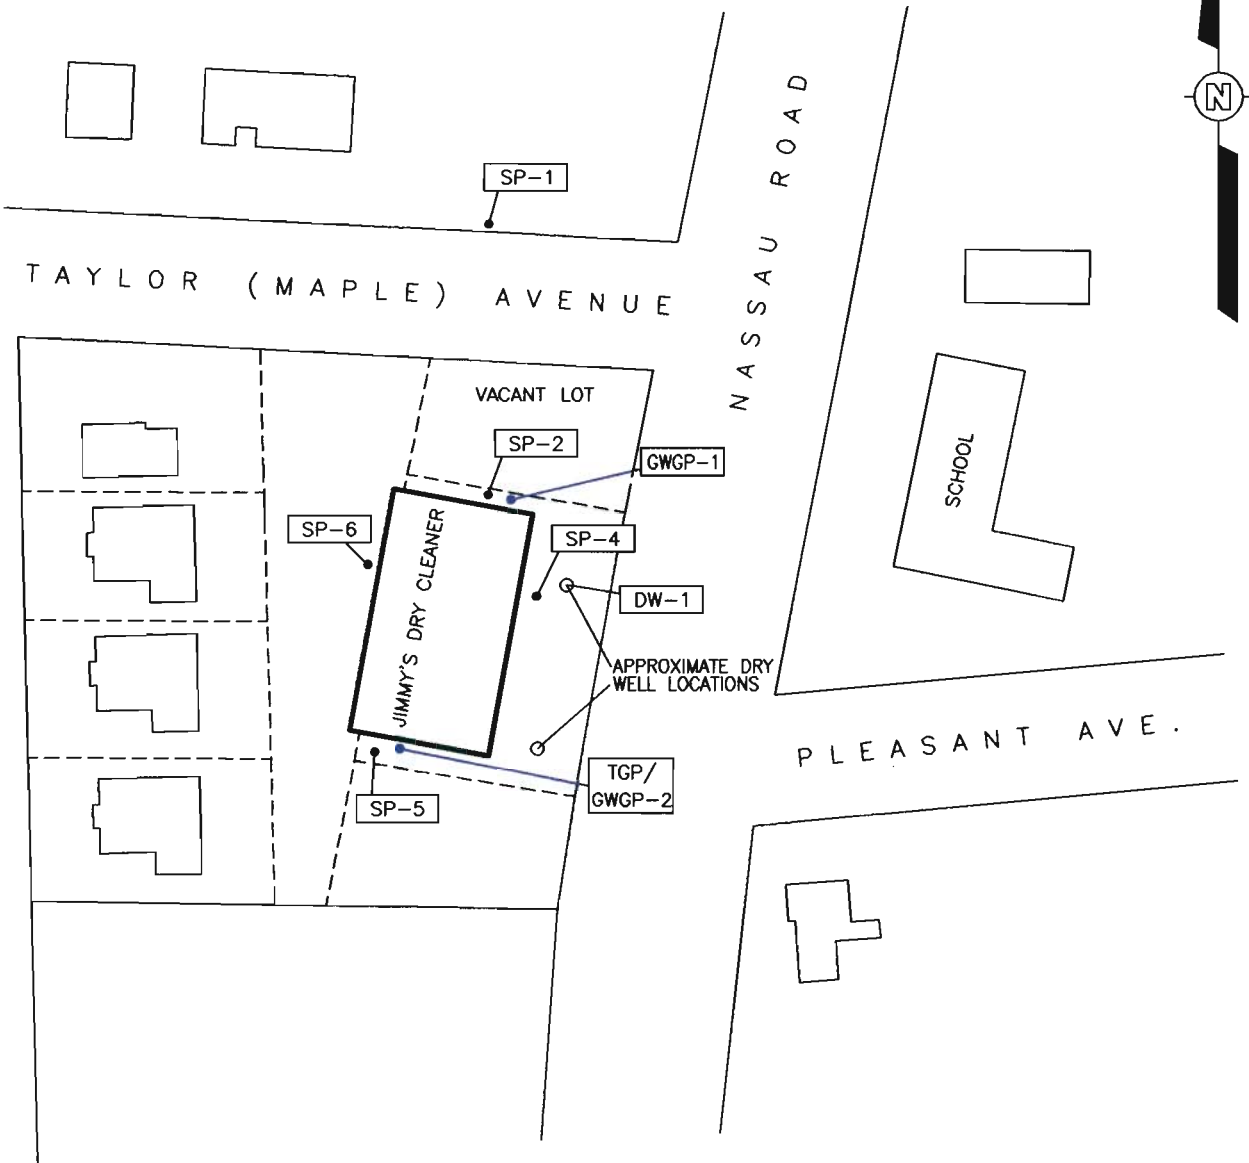 N
SP-1
NASSAU ROAD
TAYLOR (MAPLE) AVENUE
VACANT LOT
SP-2
GWGP-1
SCHOOL
SP-6
JIMMY'S DRY CLEANER
SP-4
DW-1
APPROXIMATE DRY
WELL LOCATIONS
PLEASANT AVE.
TGP/
GWGP-2
SP-5